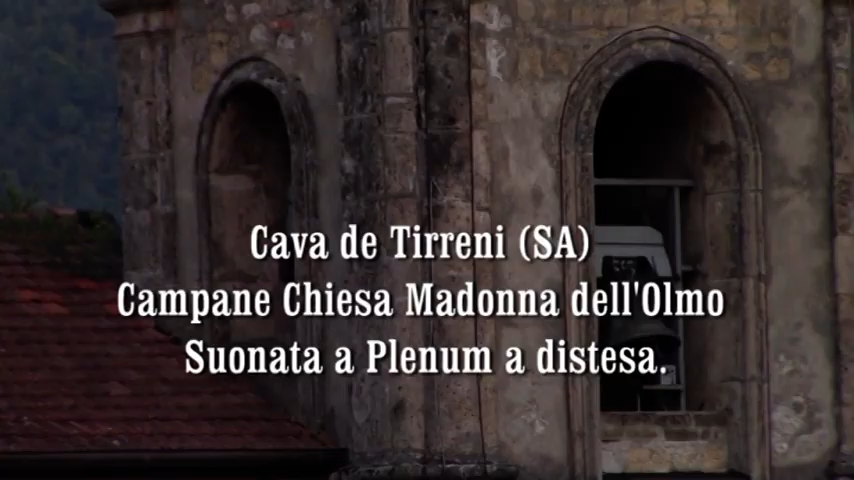 Cava de Tirreni (SA)
Campane Chiesa Madonna dell'Olmo
Suonata a Plenum a distesa.